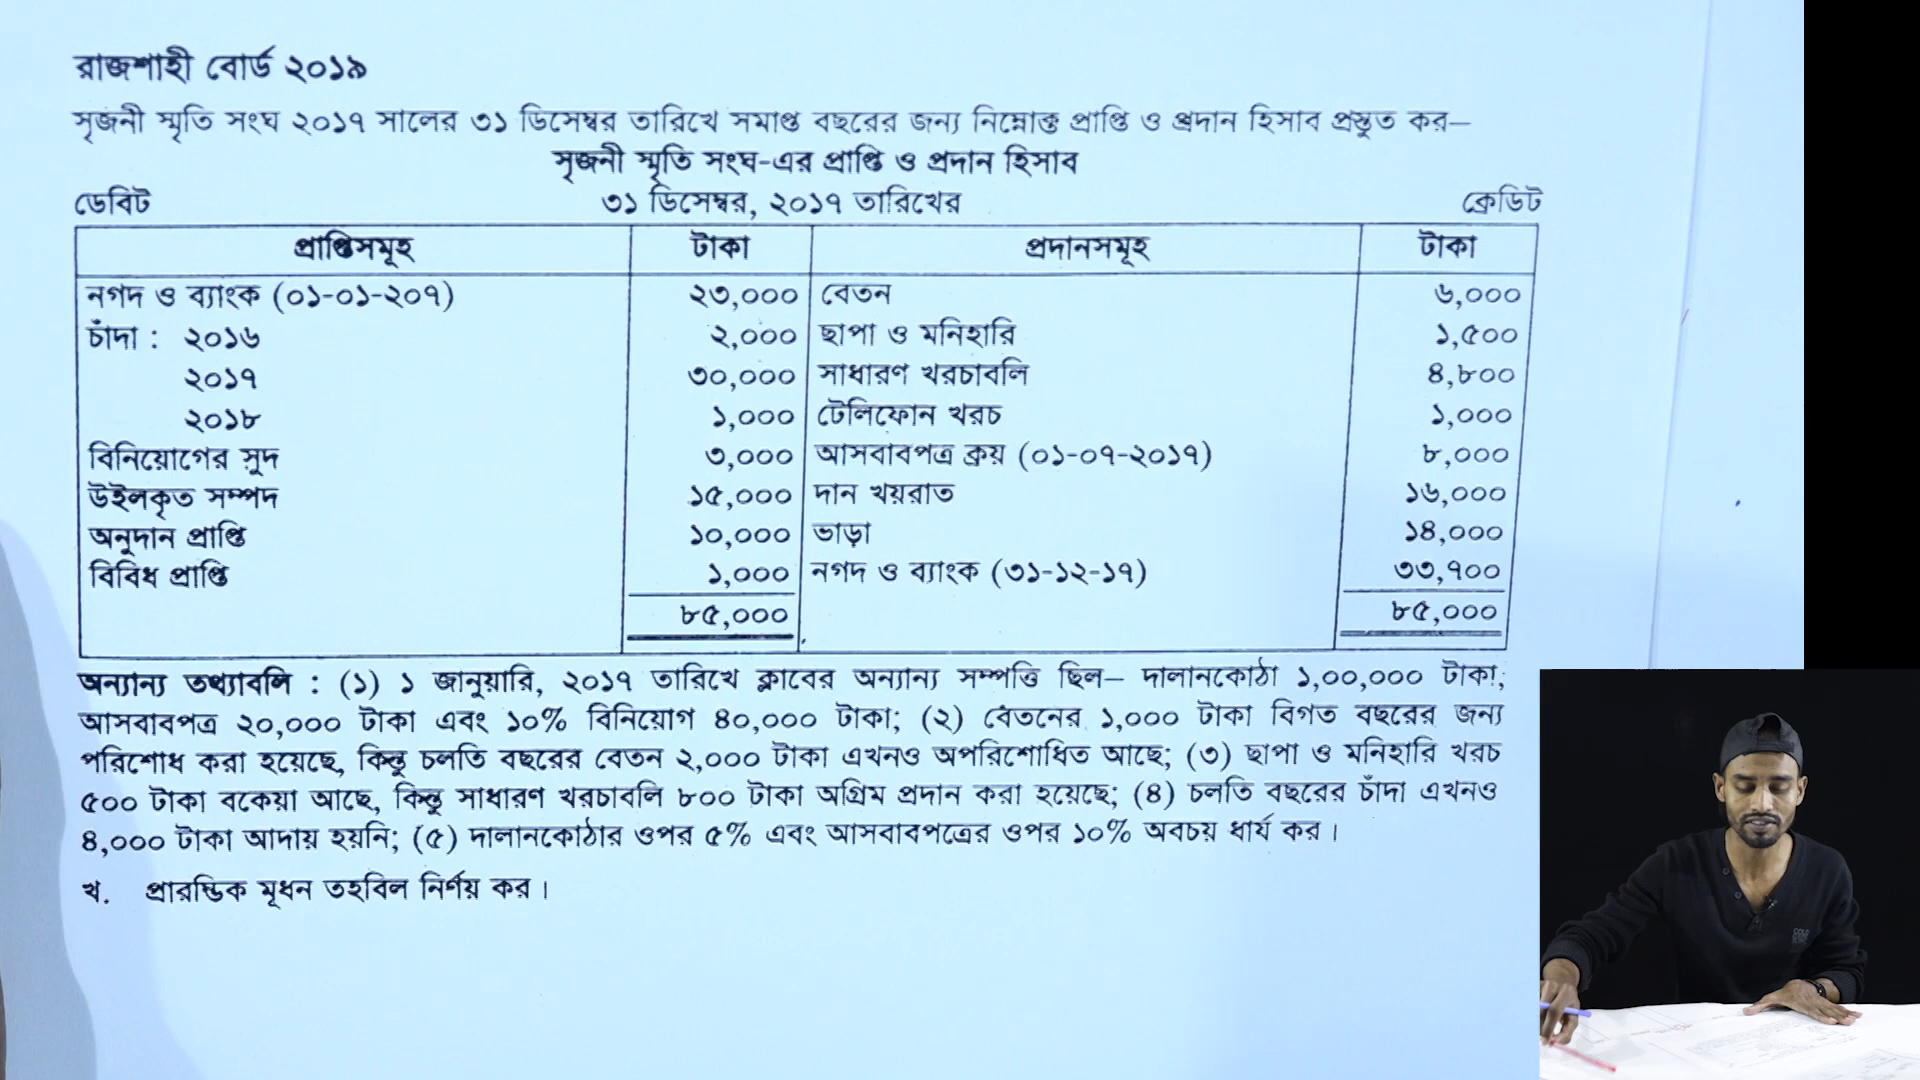 রাজশাহী বোর্ড ২০১৯
সৃজনী স্মৃতি সংঘ ২০১৭ সালের ৩১ ডিসেম্বর তারিখে সমাপ্ত বছরের জন্য নিম্নোক্ত প্রাপ্তি ও প্রদান হিসাব প্রস্তুত কর–
সৃজনী স্মৃতি সংঘ-এর প্রাপ্তি ও প্রদান হিসাব
ডেবিট ৩১ ডিসেম্বর, ২০১৭ তারিখের ক্রেডিট
প্রাপ্তিসমূহ টাকা প্রদানসমূহ টাকা
নগদ ও ব্যাংক (০১-০১-২০৭) ২৩,০০০ বেতন ৬,০০০
চাঁদা : ২০১৬ ২,০০০ ছাপা ও মনিহারি ১,৫০০
২০১৭ ৩০,০০০ সাধারণ খরচাবলি ৪,৮০০
২০১৮ ১,০০০ টেলিফোন খরচ ১,০০০
বিনিয়োগের সুদ ৩,০০০ আসবাবপত্র ক্রয় (০১-০৭-২০১৭) ৮,০০০
উইলকৃত সম্পদ ১৫,০০০ দান খয়রাত ১৬,০০০
অনুদান প্রাপ্তি ১০,০০০ ভাড়া ১৪,০০০
বিবিধ প্রাপ্তি ১,০০০ নগদ ও ব্যাংক (৩১-১২-১৭) ৩৩,৭০০
৮৫,০০০ ৮৫,০০০
অন্যান্য তথ্যাবলি : (১) ১ জানুয়ারি, ২০১৭ তারিখে ক্লাবের অন্যান্য সম্পত্তি ছিল– দালানকোঠা ১,০০,০০০ টাকা,
আসবাবপত্র ২০,০০০ টাকা এবং ১০% বিনিয়োগ ৪০,০০০ টাকা; (২) বেতনের ১,০০০ টাকা বিগত বছরের জন্য
পরিশোধ করা হয়েছে, কিন্তু চলতি বছরের বেতন ২,০০০ টাকা এখনও অপরিশোধিত আছে; (৩) ছাপা ও মনিহারি খরচ
৫০০ টাকা বকেয়া আছে, কিন্তু সাধারণ খরচাবলি ৮০০ টাকা অগ্রিম প্রদান করা হয়েছে; (৪) চলতি বছরের চাঁদা এখনও
৪,০০০ টাকা আদায় হয়নি; (৫) দালানকোঠার ওপর ৫% এবং আসবাবপত্রের ওপর ১০% অবচয় ধার্য কর।
খ. প্রারম্ভিক মূধন তহবিল নির্ণয় কর।